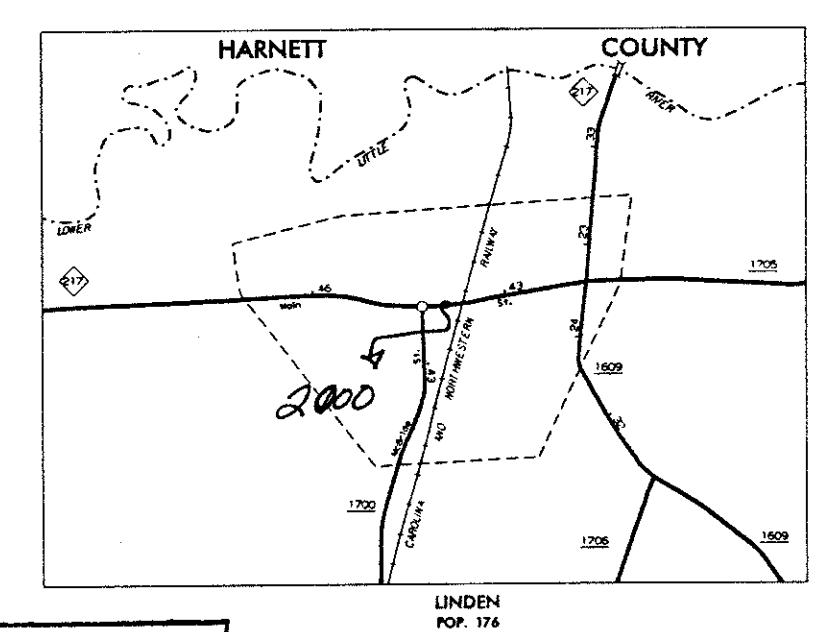 HARNETT COUNTY
217
RIVER
LITTLE
.33
LOWER
.23
RAILWAY
1705
217
.46
Main
.43
St.
.24
St.
.43
NORTHWESTERN
1609
2000
AND
1700
CAROLINA
1706
1609
LINDEN
POP. 176